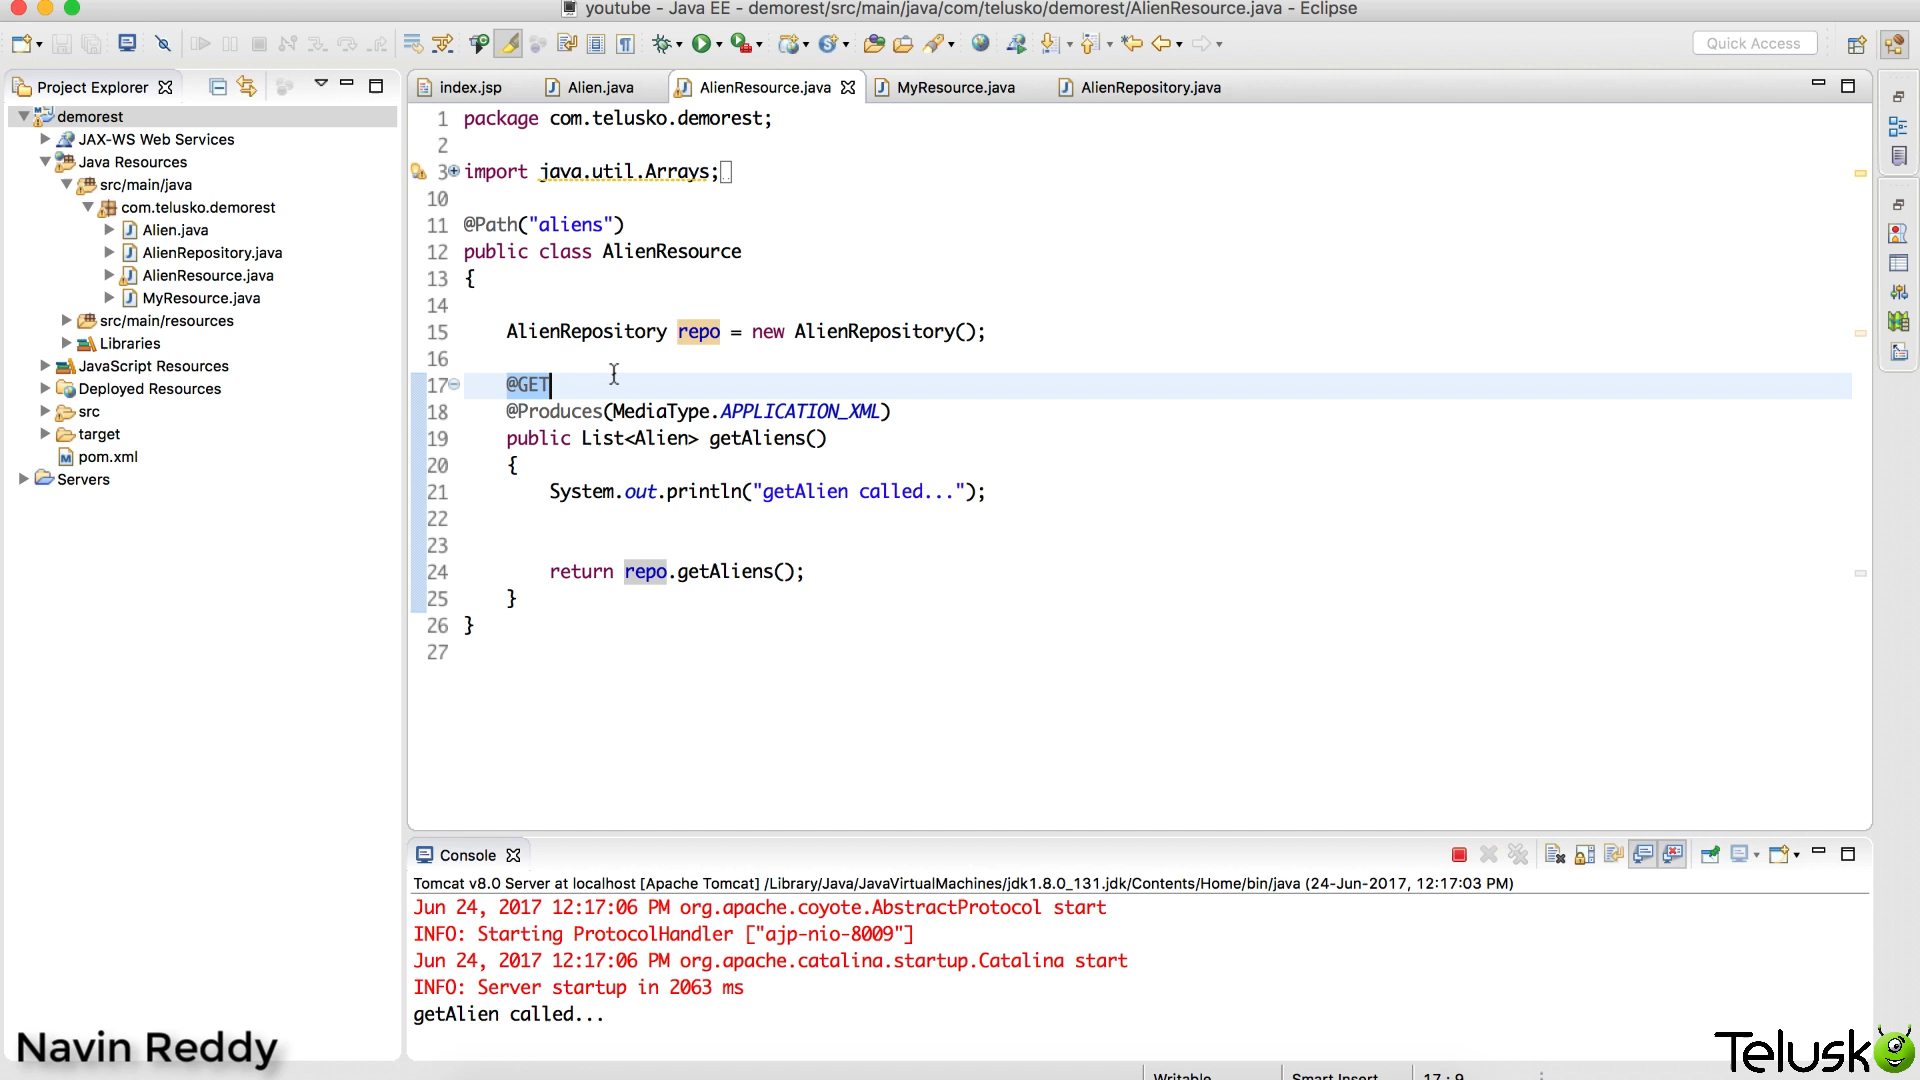 youtube - Java EE - demorest/src/main/java/com/telusko/demorest/AlienResource.java - Eclipse
Quick Access
Project Explorer
index.jsp
Alien.java
AlienResource.java
MyResource.java
AlienRepository.java
demorest
JAX-WS Web Services
Java Resources
src/main/java
com.telusko.demorest
Alien.java
AlienRepository.java
AlienResource.java
MyResource.java
src/main/resources
Libraries
JavaScript Resources
Deployed Resources
src
target
pom.xml
Servers
1 package com.telusko.demorest;
2
3 import java.util.Arrays;
10
11 @Path("aliens")
12 public class AlienResource
13 {
14
15 AlienRepository repo = new AlienRepository();
16
17 @GET
18 @Produces(MediaType.APPLICATION_XML)
19 public List<Alien> getAliens()
20 {
21 System.out.println("getAlien called...");
22
23
24 return repo.getAliens();
25 }
26 }
27
Console
Tomcat v8.0 Server at localhost [Apache Tomcat] /Library/Java/JavaVirtualMachines/jdk1.8.0_131.jdk/Contents/Home/bin/java (24-Jun-2017, 12:17:03 PM)
Jun 24, 2017 12:17:06 PM org.apache.coyote.AbstractProtocol start
INFO: Starting ProtocolHandler ["ajp-nio-8009"]
Jun 24, 2017 12:17:06 PM org.apache.catalina.startup.Catalina start
INFO: Server startup in 2063 ms
getAlien called...
Navin Reddy
Telusko
Writable
Smart Insert
17 : 9